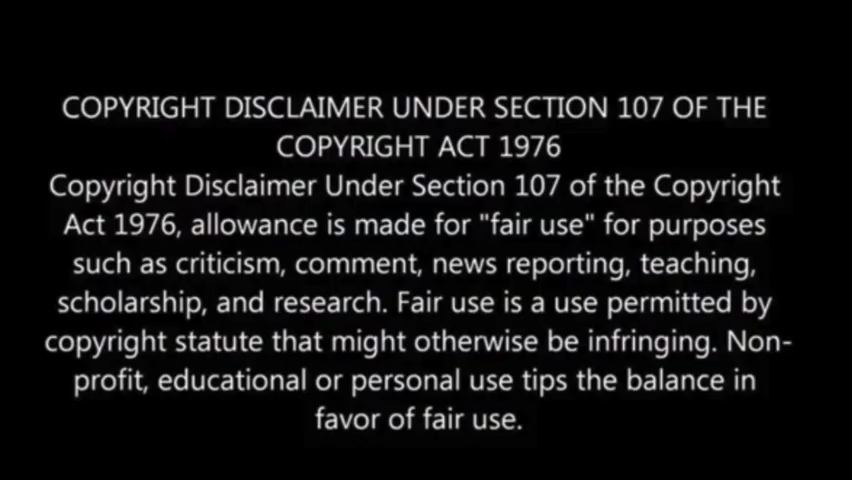 COPYRIGHT DISCLAIMER UNDER SECTION 107 OF THE
COPYRIGHT ACT 1976
Copyright Disclaimer Under Section 107 of the Copyright
Act 1976, allowance is made for "fair use" for purposes
such as criticism, comment, news reporting, teaching,
scholarship, and research. Fair use is a use permitted by
copyright statute that might otherwise be infringing. Non-
profit, educational or personal use tips the balance in
favor of fair use.